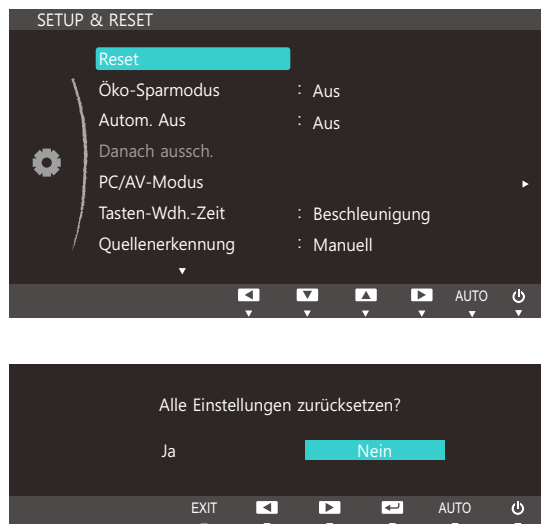 SETUP & RESET
Reset
Öko-Sparmodus : Aus
Autom. Aus : Aus
Danach aussch.
PC/AV-Modus
Tasten-Wdh.-Zeit : Beschleunigung
Quellenerkennung : Manuell
AUTO
Alle Einstellungen zurücksetzen?
Ja Nein
EXIT AUTO